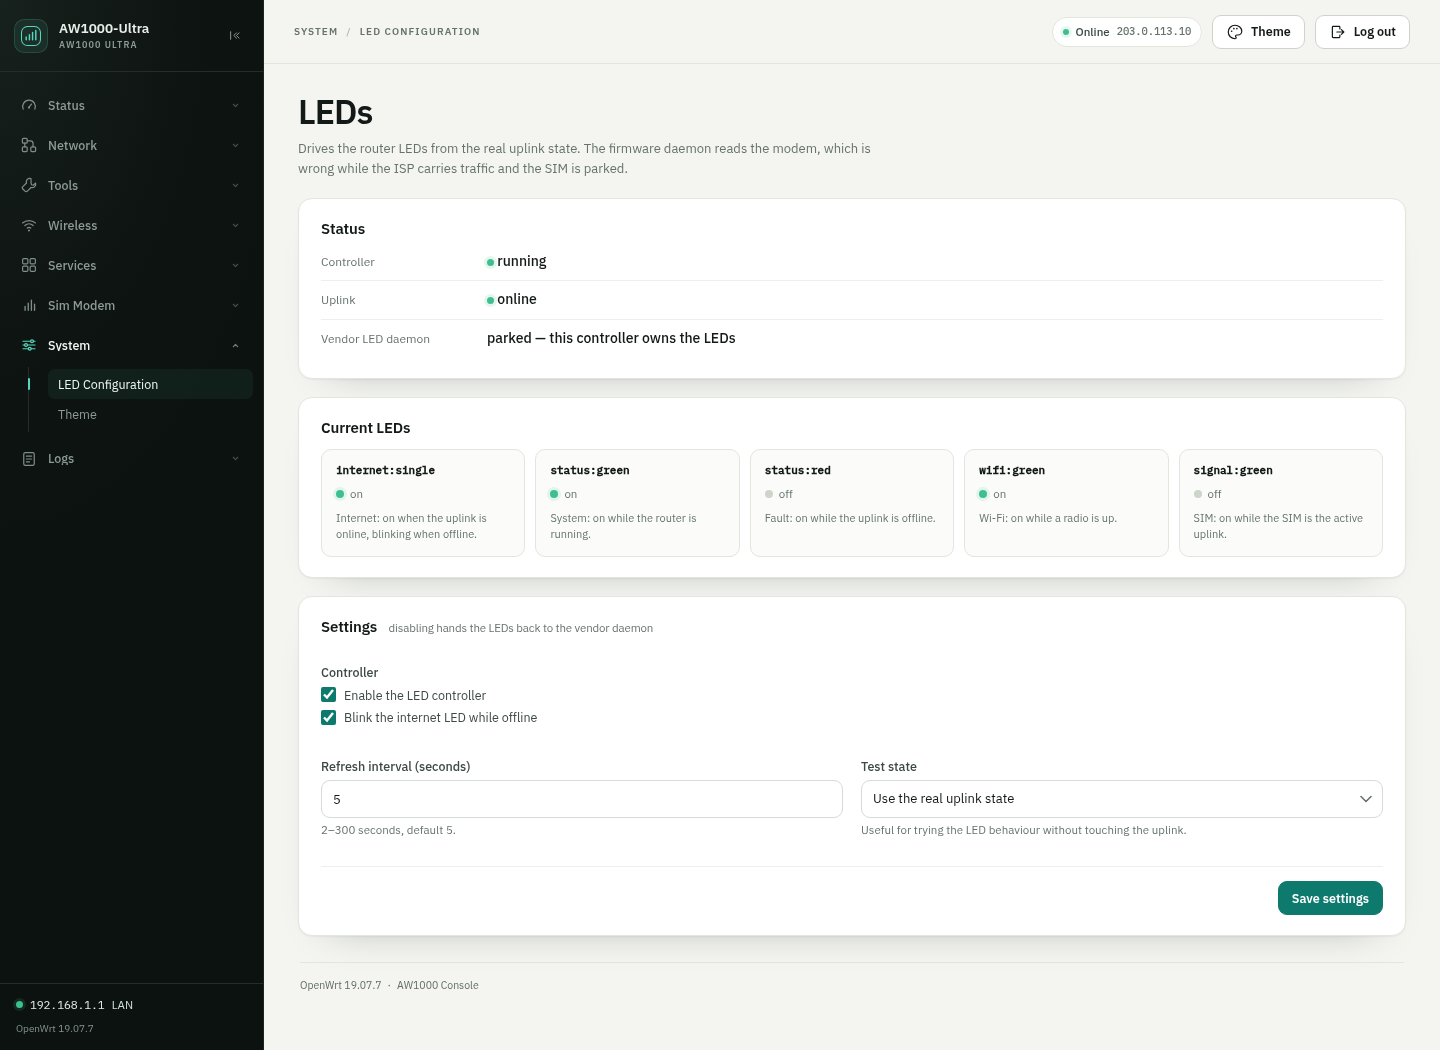 AW1000-Ultra
AW1000 ULTRA
Status
Network
Tools
Wireless
Services
Sim Modem
System
LED Configuration
Theme
Logs
192.168.1.1 LAN
OpenWrt 19.07.7
SYSTEM / LED CONFIGURATION
Online 203.0.113.10
Theme
Log out
LEDs
Drives the router LEDs from the real uplink state. The firmware daemon reads the modem, which is
wrong while the ISP carries traffic and the SIM is parked.
Status
Controller running
Uplink online
Vendor LED daemon parked — this controller owns the LEDs
Current LEDs
internet:single
on
Internet: on when the uplink is
online, blinking when offline.
status:green
on
System: on while the router is
running.
status:red
off
Fault: on while the uplink is offline.
wifi:green
on
Wi-Fi: on while a radio is up.
signal:green
off
SIM: on while the SIM is the active
uplink.
Settings disabling hands the LEDs back to the vendor daemon
Controller
Enable the LED controller
Blink the internet LED while offline
Refresh interval (seconds)
5
2–300 seconds, default 5.
Test state
Use the real uplink state
Useful for trying the LED behaviour without touching the uplink.
Save settings
OpenWrt 19.07.7 · AW1000 Console